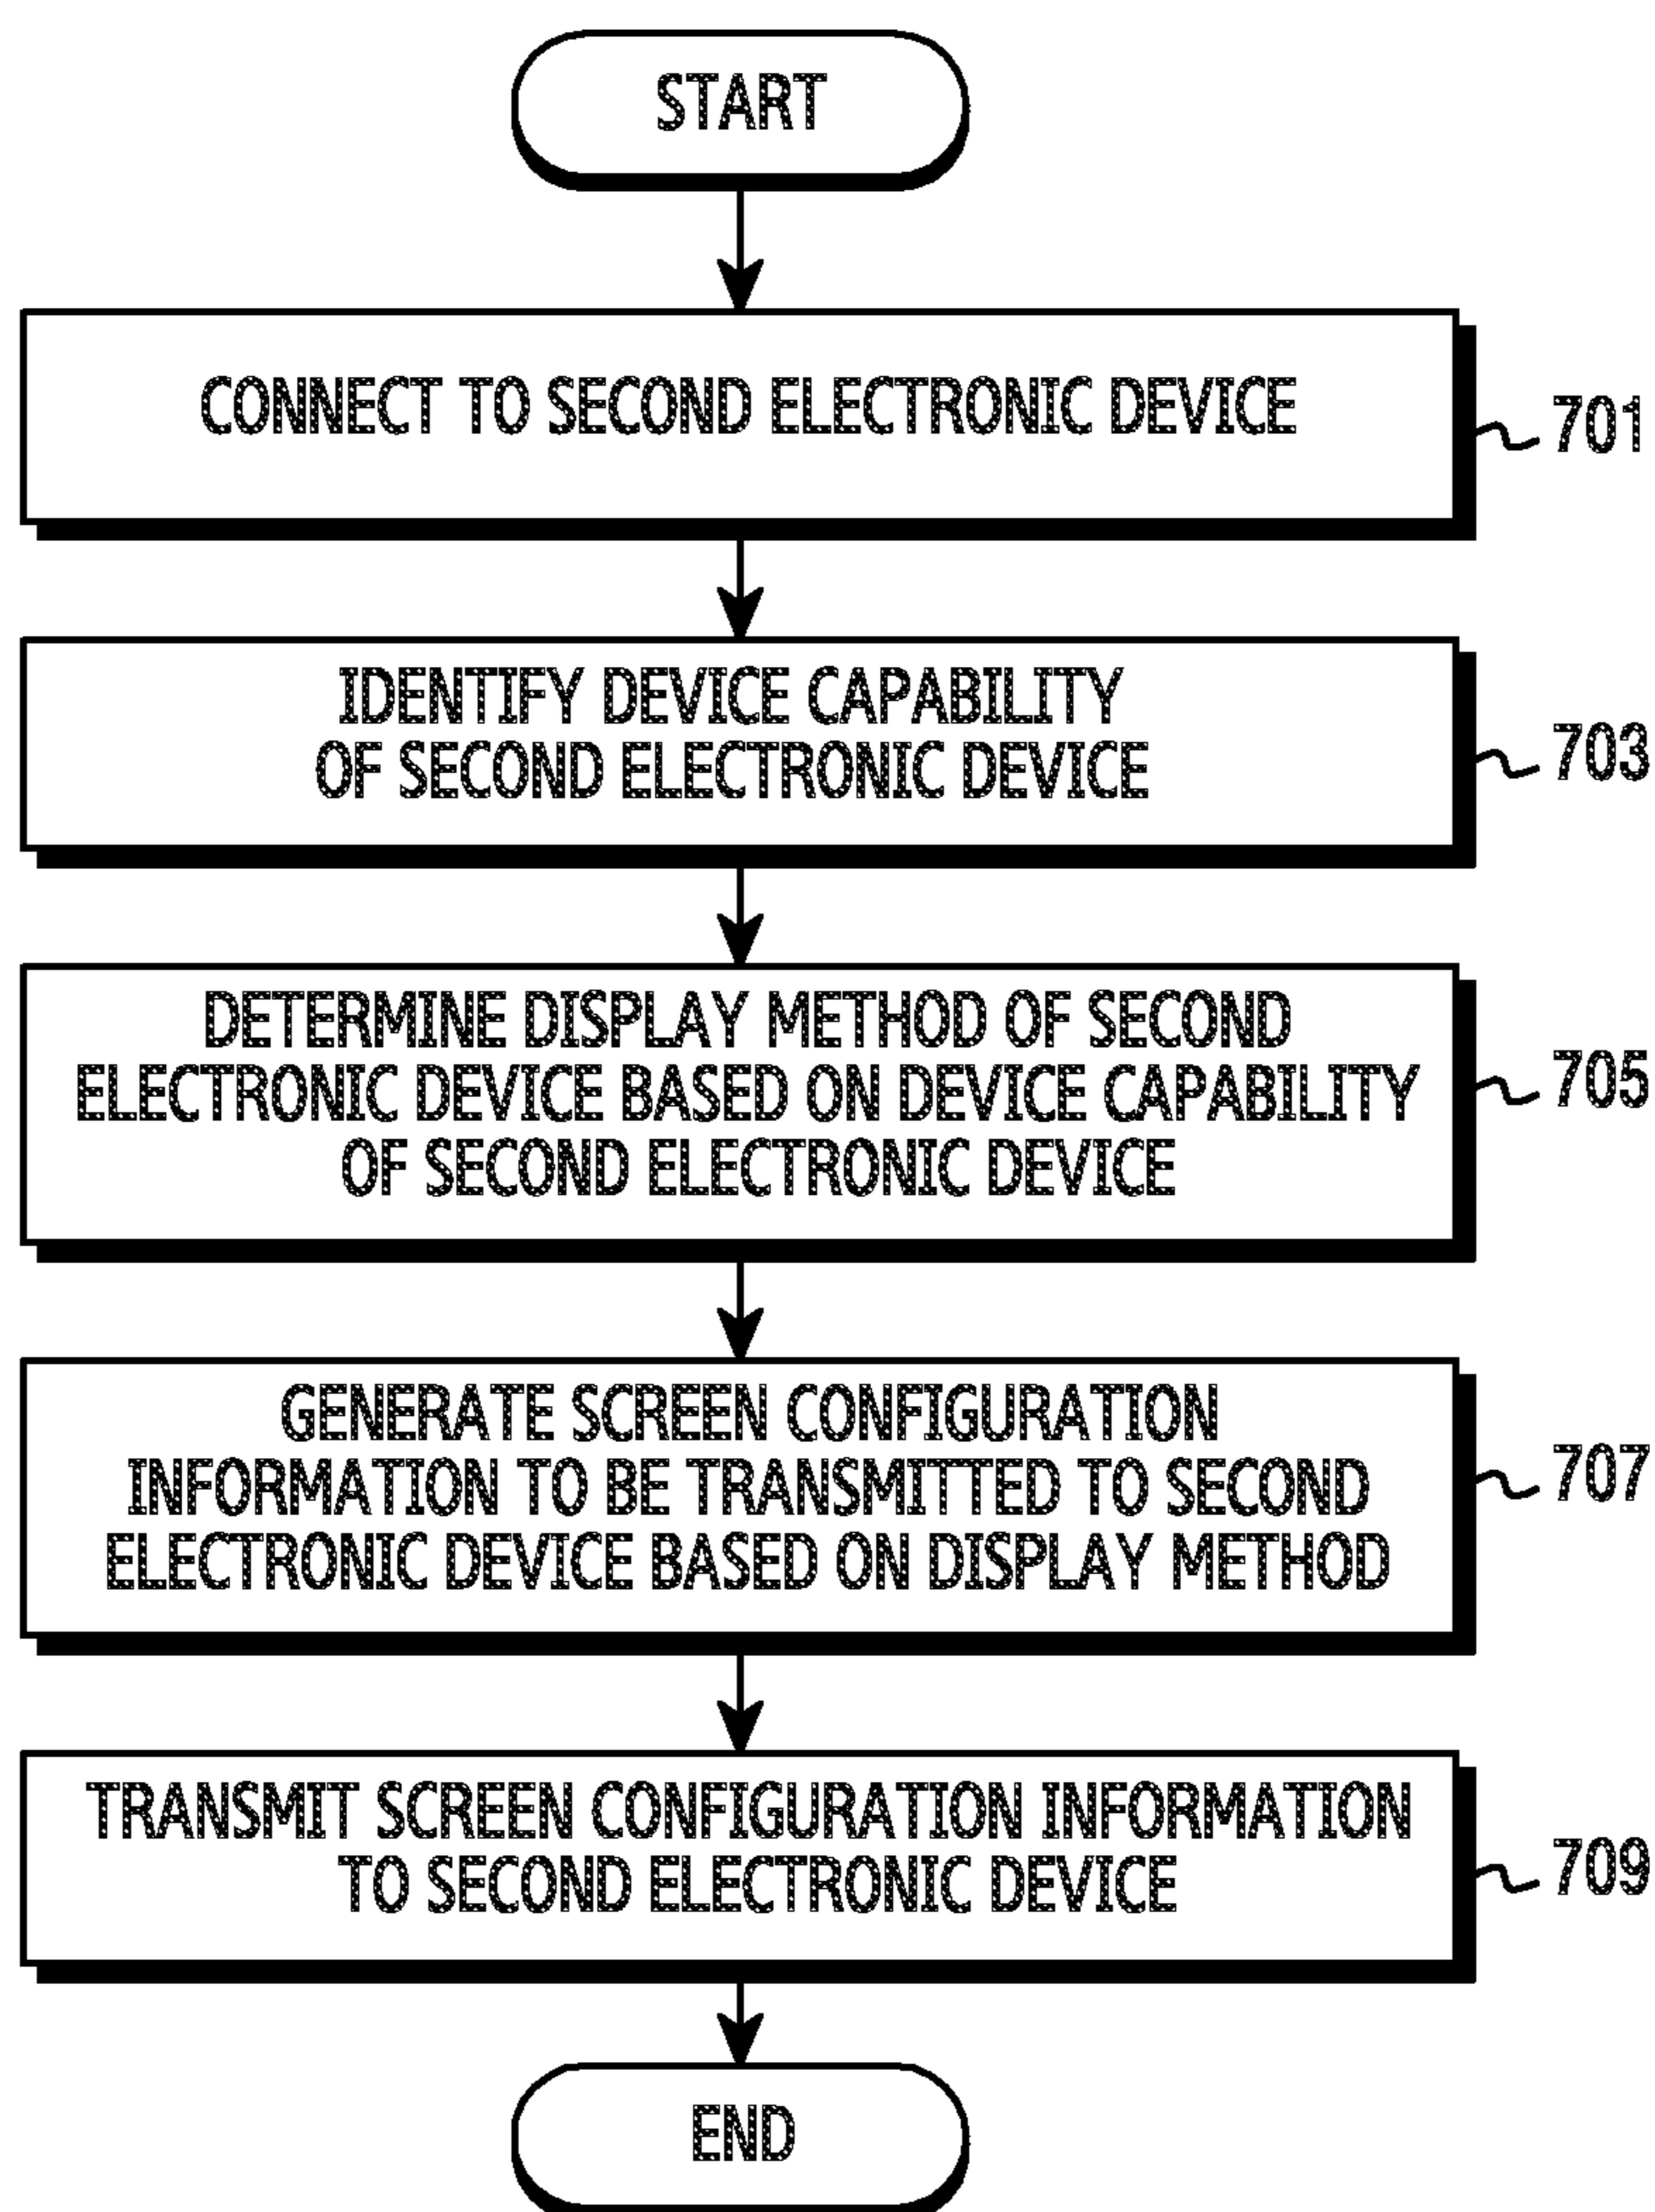 START
CONNECT TO SECOND ELECTRONIC DEVICE
701
IDENTIFY DEVICE CAPABILITY
OF SECOND ELECTRONIC DEVICE
703
DETERMINE DISPLAY METHOD OF SECOND
ELECTRONIC DEVICE BASED ON DEVICE CAPABILITY
OF SECOND ELECTRONIC DEVICE
705
GENERATE SCREEN CONFIGURATION
INFORMATION TO BE TRANSMITTED TO SECOND
ELECTRONIC DEVICE BASED ON DISPLAY METHOD
707
TRANSMIT SCREEN CONFIGURATION INFORMATION
TO SECOND ELECTRONIC DEVICE
709
END